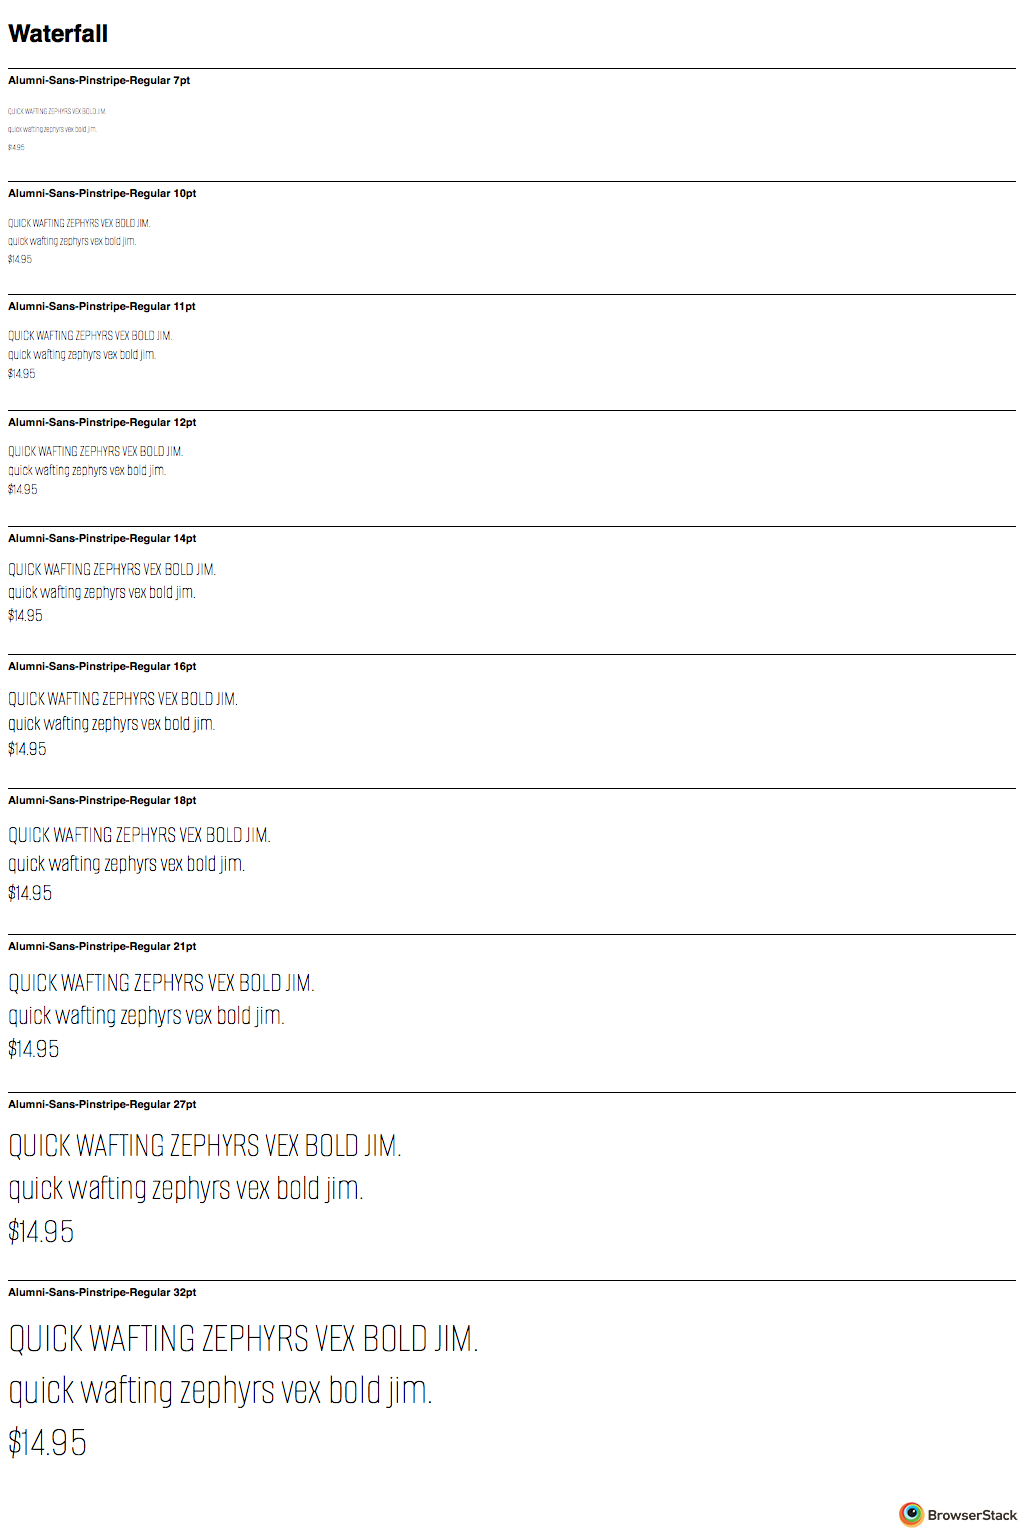 Waterfall
Alumni-Sans-Pinstripe-Regular 7pt
QUICK WAFTING ZEPHYRS VEX BOLD JIM.
quick wafting zephyrs vex bold jim.
$14.95
Alumni-Sans-Pinstripe-Regular 10pt
QUICK WAFTING ZEPHYRS VEX BOLD JIM.
quick wafting zephyrs vex bold jim.
$14.95
Alumni-Sans-Pinstripe-Regular 11pt
QUICK WAFTING ZEPHYRS VEX BOLD JIM.
quick wafting zephyrs vex bold jim.
$14.95
Alumni-Sans-Pinstripe-Regular 12pt
QUICK WAFTING ZEPHYRS VEX BOLD JIM.
quick wafting zephyrs vex bold jim.
$14.95
Alumni-Sans-Pinstripe-Regular 14pt
QUICK WAFTING ZEPHYRS VEX BOLD JIM.
quick wafting zephyrs vex bold jim.
$14.95
Alumni-Sans-Pinstripe-Regular 16pt
QUICK WAFTING ZEPHYRS VEX BOLD JIM.
quick wafting zephyrs vex bold jim.
$14.95
Alumni-Sans-Pinstripe-Regular 18pt
QUICK WAFTING ZEPHYRS VEX BOLD JIM.
quick wafting zephyrs vex bold jim.
$14.95
Alumni-Sans-Pinstripe-Regular 21pt
QUICK WAFTING ZEPHYRS VEX BOLD JIM.
quick wafting zephyrs vex bold jim.
$14.95
Alumni-Sans-Pinstripe-Regular 27pt
QUICK WAFTING ZEPHYRS VEX BOLD JIM.
quick wafting zephyrs vex bold jim.
$14.95
Alumni-Sans-Pinstripe-Regular 32pt
QUICK WAFTING ZEPHYRS VEX BOLD JIM.
quick wafting zephyrs vex bold jim.
$14.95
BrowserStack